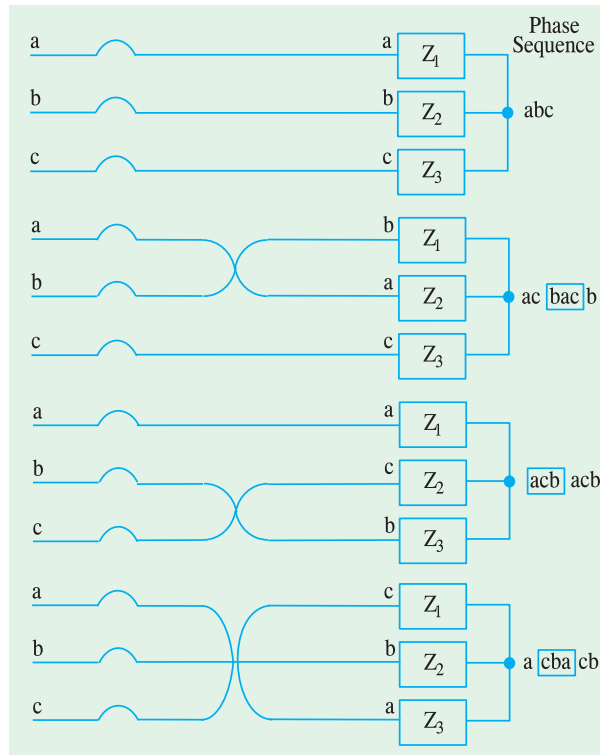 Phase
Sequence
a a Z1
b b Z2 abc
c c Z3
a b Z1
b a Z2 ac bac b
c c Z3
a a Z1
b c Z2 acb acb
c b Z3
a c Z1
b b Z2 a cba cb
c a Z3